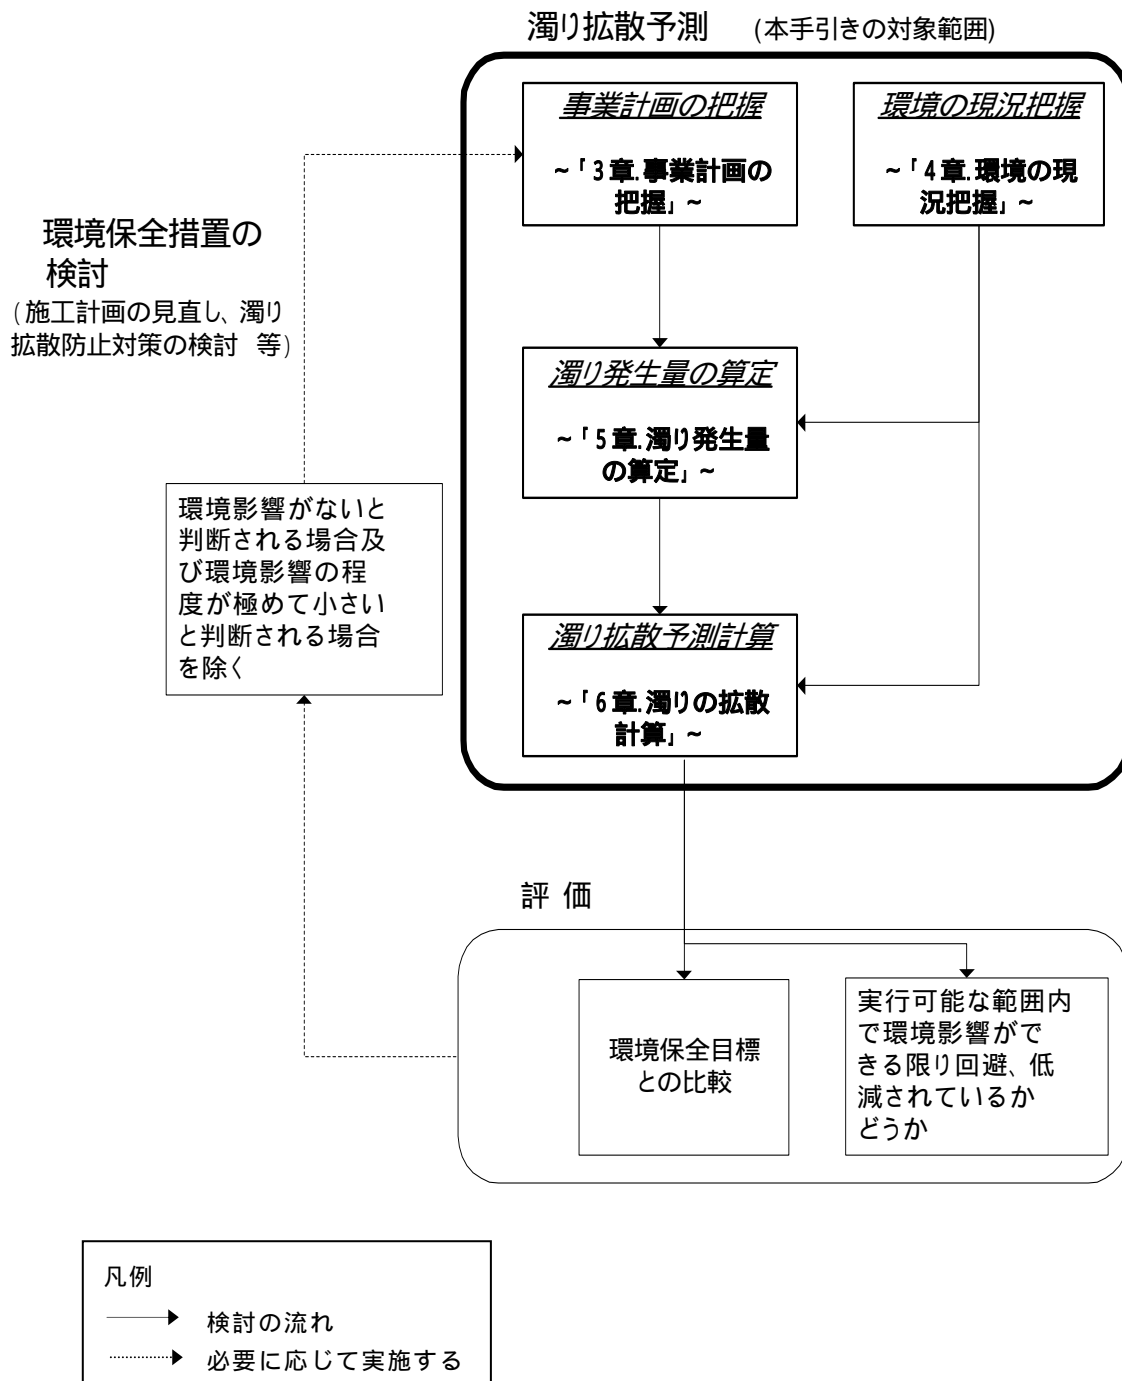 濁り拡散予測 (本手引きの対象範囲)
事業計画の把握
~「3章.事業計画の
把握」~
環境の現況把握
~「4章.環境の現
況把握」~
環境保全措置の
検討
(施工計画の見直し、濁り
拡散防止対策の検討 等)
濁り発生量の算定
~「5章.濁り発生量
の算定」~
環境影響がないと
判断される場合及
び環境影響の程
度が極めて小さい
と判断される場合
を除く
濁り拡散予測計算
~「6章.濁りの拡散
計算」~
評 価
環境保全目標
との比較
実行可能な範囲内
で環境影響がで
きる限り回避、低
減されているか
どうか
凡例
検討の流れ
必要に応じて実施する